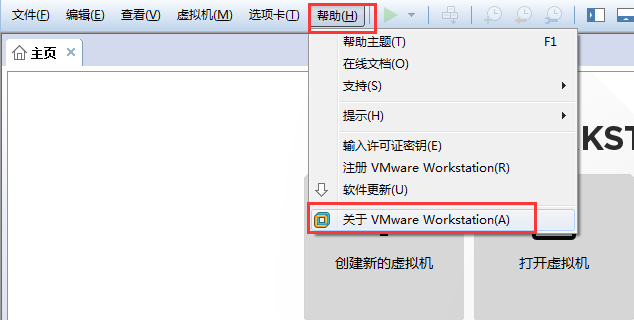 文件(F) 编辑(E) 查看(V) 虚拟机(M) 选项卡(T) 帮助(H)
主页
帮助主题(T) F1
在线文档(O)
支持(S)
提示(H)
输入许可证密钥(E)
注册 VMware Workstation(R)
软件更新(U)
关于 VMware Workstation(A)
KST
创建新的虚拟机 打开虚拟机